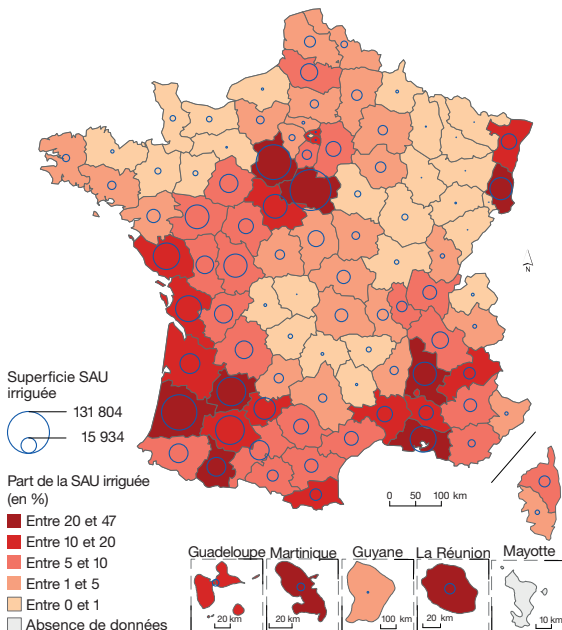 Superficie SAU
irriguée
131 804
15 934
Part de la SAU irriguée
(en %)
Entre 20 et 47
Entre 10 et 20
Entre 5 et 10
Entre 1 et 5
Entre 0 et 1
Absence de données
N
0 50 100 km
Guadeloupe
20 km
Martinique
20 km
Guyane
100 km
La Réunion
20 km
Mayotte
10 km